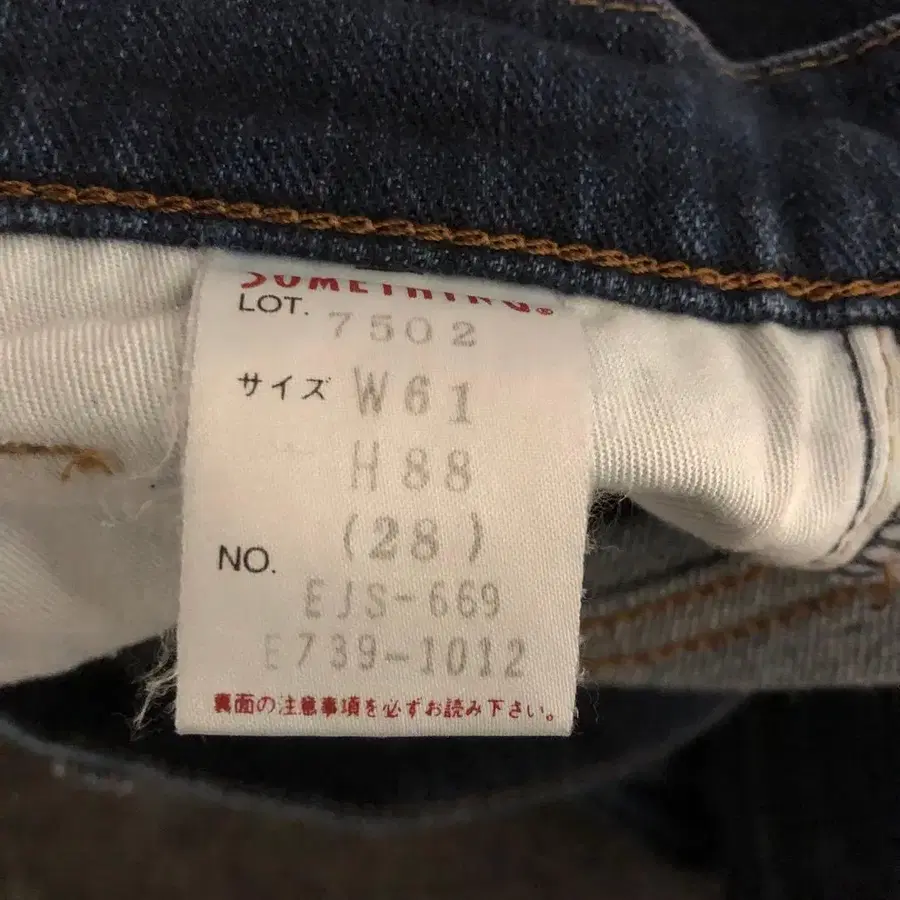 SOMETHING®
LOT. 7502
サイズ W61
H88
(28)
NO.
EJS-669
E739-1012
裏面の注意事項を必ずお読み下さい。